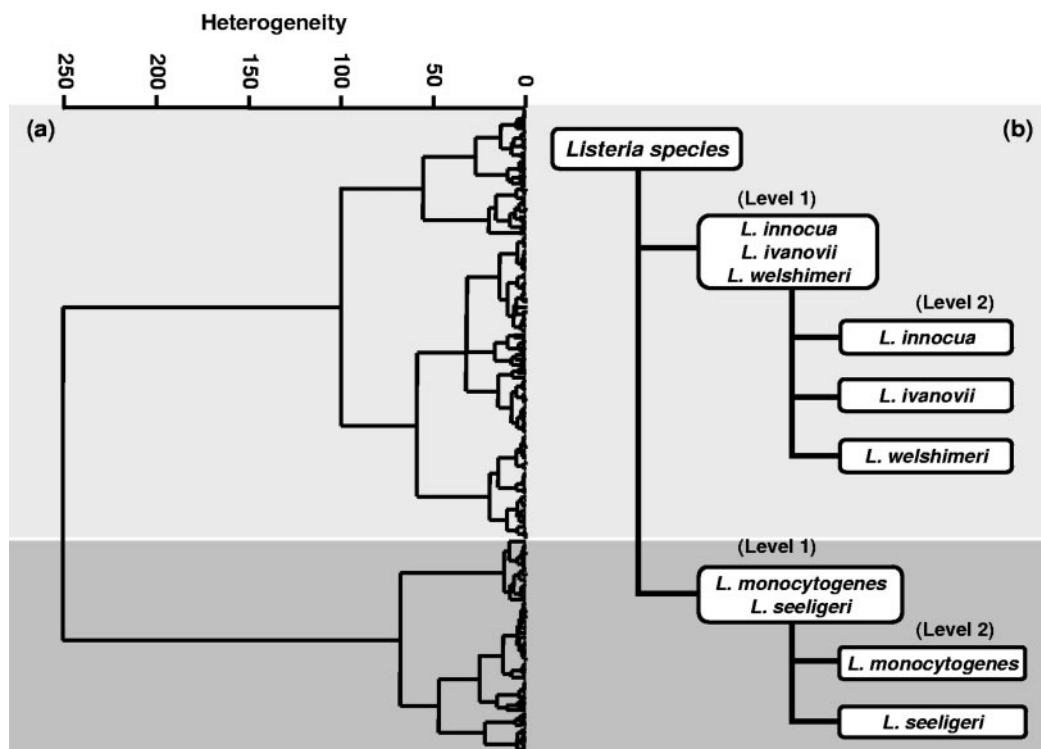 Heterogeneity
250 200 150 100 50 0
(a)
(b)
Listeria species
(Level 1)
L. innocua
L. ivanovii
L. welshimeri
(Level 2)
L. innocua
L. ivanovii
L. welshimeri
(Level 1)
L. monocytogenes
L. seeligeri
(Level 2)
L. monocytogenes
L. seeligeri